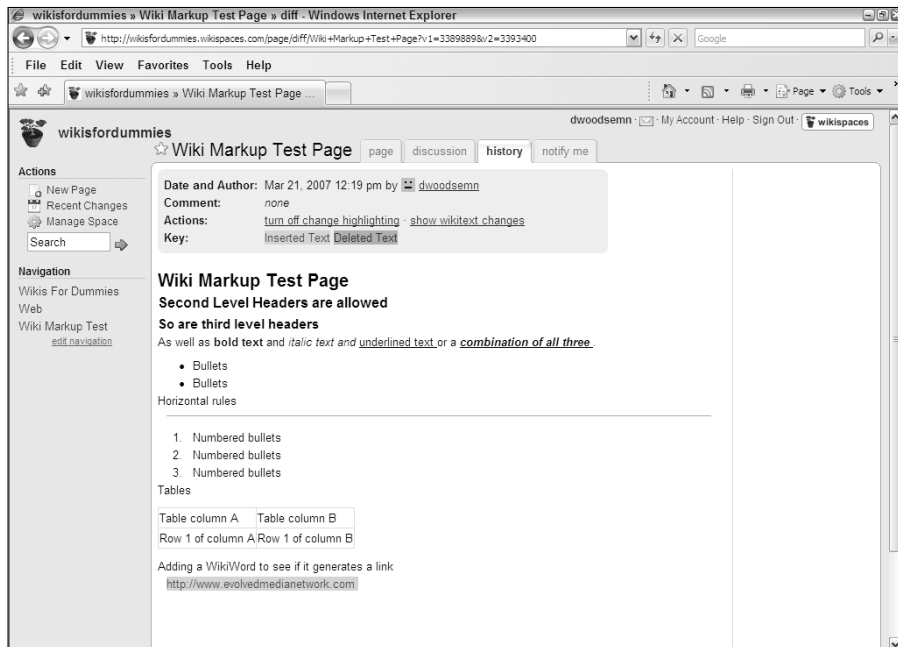 wikisfordummies » Wiki Markup Test Page » diff - Windows Internet Explorer
http://wikisfordummies.wikispaces.com/page/diff/Wiki+Markup+Test+Page?v1=3389889&v2=3393400
Google
File Edit View Favorites Tools Help
wikisfordummies » Wiki Markup Test Page ...
Page Tools »
dwoodsemn · My Account · Help · Sign Out · wikispaces
wikisfordummies
Wiki Markup Test Page page discussion history notify me
Actions
New Page
Recent Changes
Manage Space
Search
Navigation
Wikis For Dummies
Web
Wiki Markup Test
edit navigation
Date and Author: Mar 21, 2007 12:19 pm by dwoodsemn
Comment: none
Actions: turn off change highlighting · show wikitext changes
Key: Inserted Text Deleted Text
Wiki Markup Test Page
Second Level Headers are allowed
So are third level headers
As well as bold text and italic text and underlined text or a combination of all three .
• Bullets
• Bullets
Horizontal rules
1. Numbered bullets
2. Numbered bullets
3. Numbered bullets
Tables
Table column A Table column B
Row 1 of column A Row 1 of column B
Adding a WikiWord to see if it generates a link
http://www.evolvedmedianetwork.com